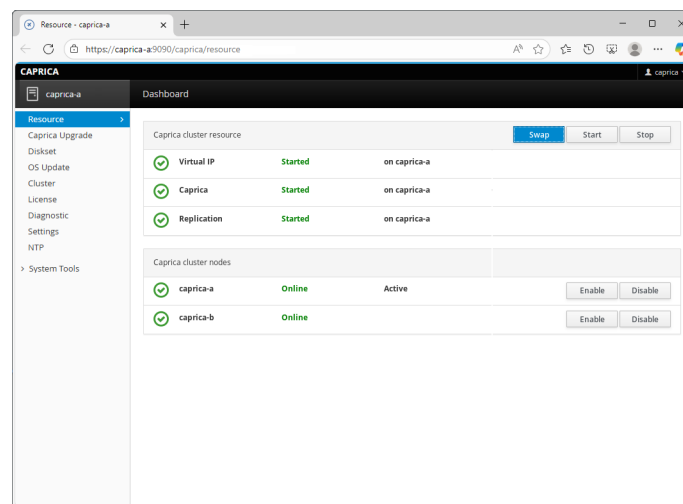 Resource - caprica-a
https://caprica-a:9090/caprica/resource
CAPRICA
caprica
caprica-a
Dashboard
Resource
Caprica Upgrade
Diskset
OS Update
Cluster
License
Diagnostic
Settings
NTP
System Tools
Caprica cluster resource
Swap Start Stop
Virtual IP Started on caprica-a
Caprica Started on caprica-a
Replication Started on caprica-a
Caprica cluster nodes
caprica-a Online Active Enable Disable
caprica-b Online Enable Disable